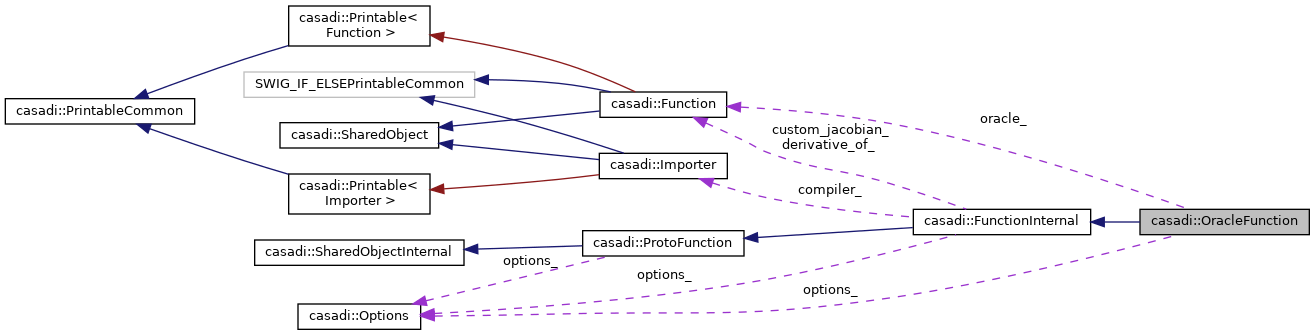 casadi::Printable<
Function >
SWIG_IF_ELSEPrintableCommon
casadi::PrintableCommon
casadi::Function
casadi::SharedObject
oracle_
custom_jacobian_
derivative_of_
casadi::Importer
casadi::Printable<
Importer >
compiler_
casadi::FunctionInternal
casadi::OracleFunction
casadi::ProtoFunction
casadi::SharedObjectInternal
options_
options_
options_
casadi::Options